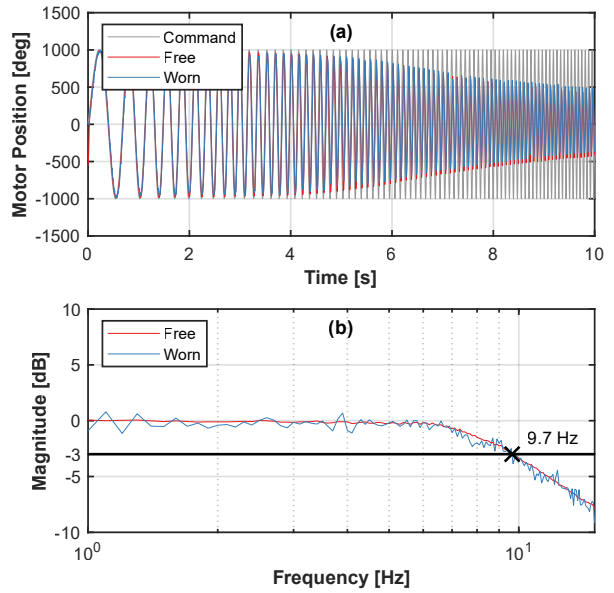 (a)
Motor Position [deg]
1500
1000
500
0
-500
-1000
-1500
Command
Free
Worn
0 2 4 6 8 10
Time [s]
(b)
Magnitude [dB]
10
5
0
-3
-5
-10
Free
Worn
9.7 Hz
10^0 10^1
Frequency [Hz]